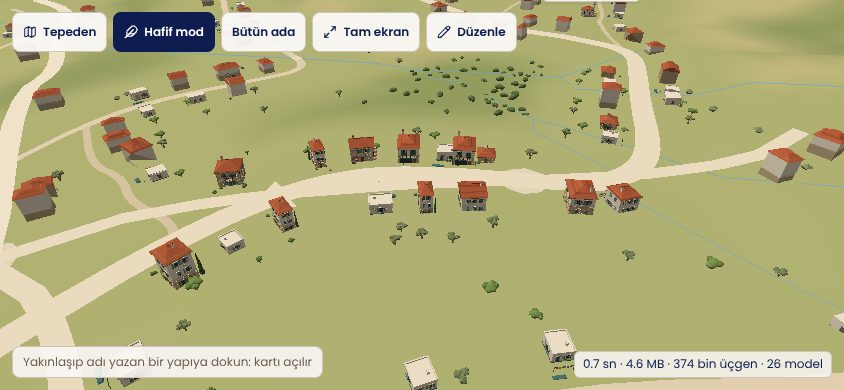 Tepeden
Hafif mod
Bütün ada
Tam ekran
Düzenle
Yakınlaşıp adı yazan bir yapıya dokun: kartı açılır
0.7 sn · 4.6 MB · 374 bin üçgen · 26 model